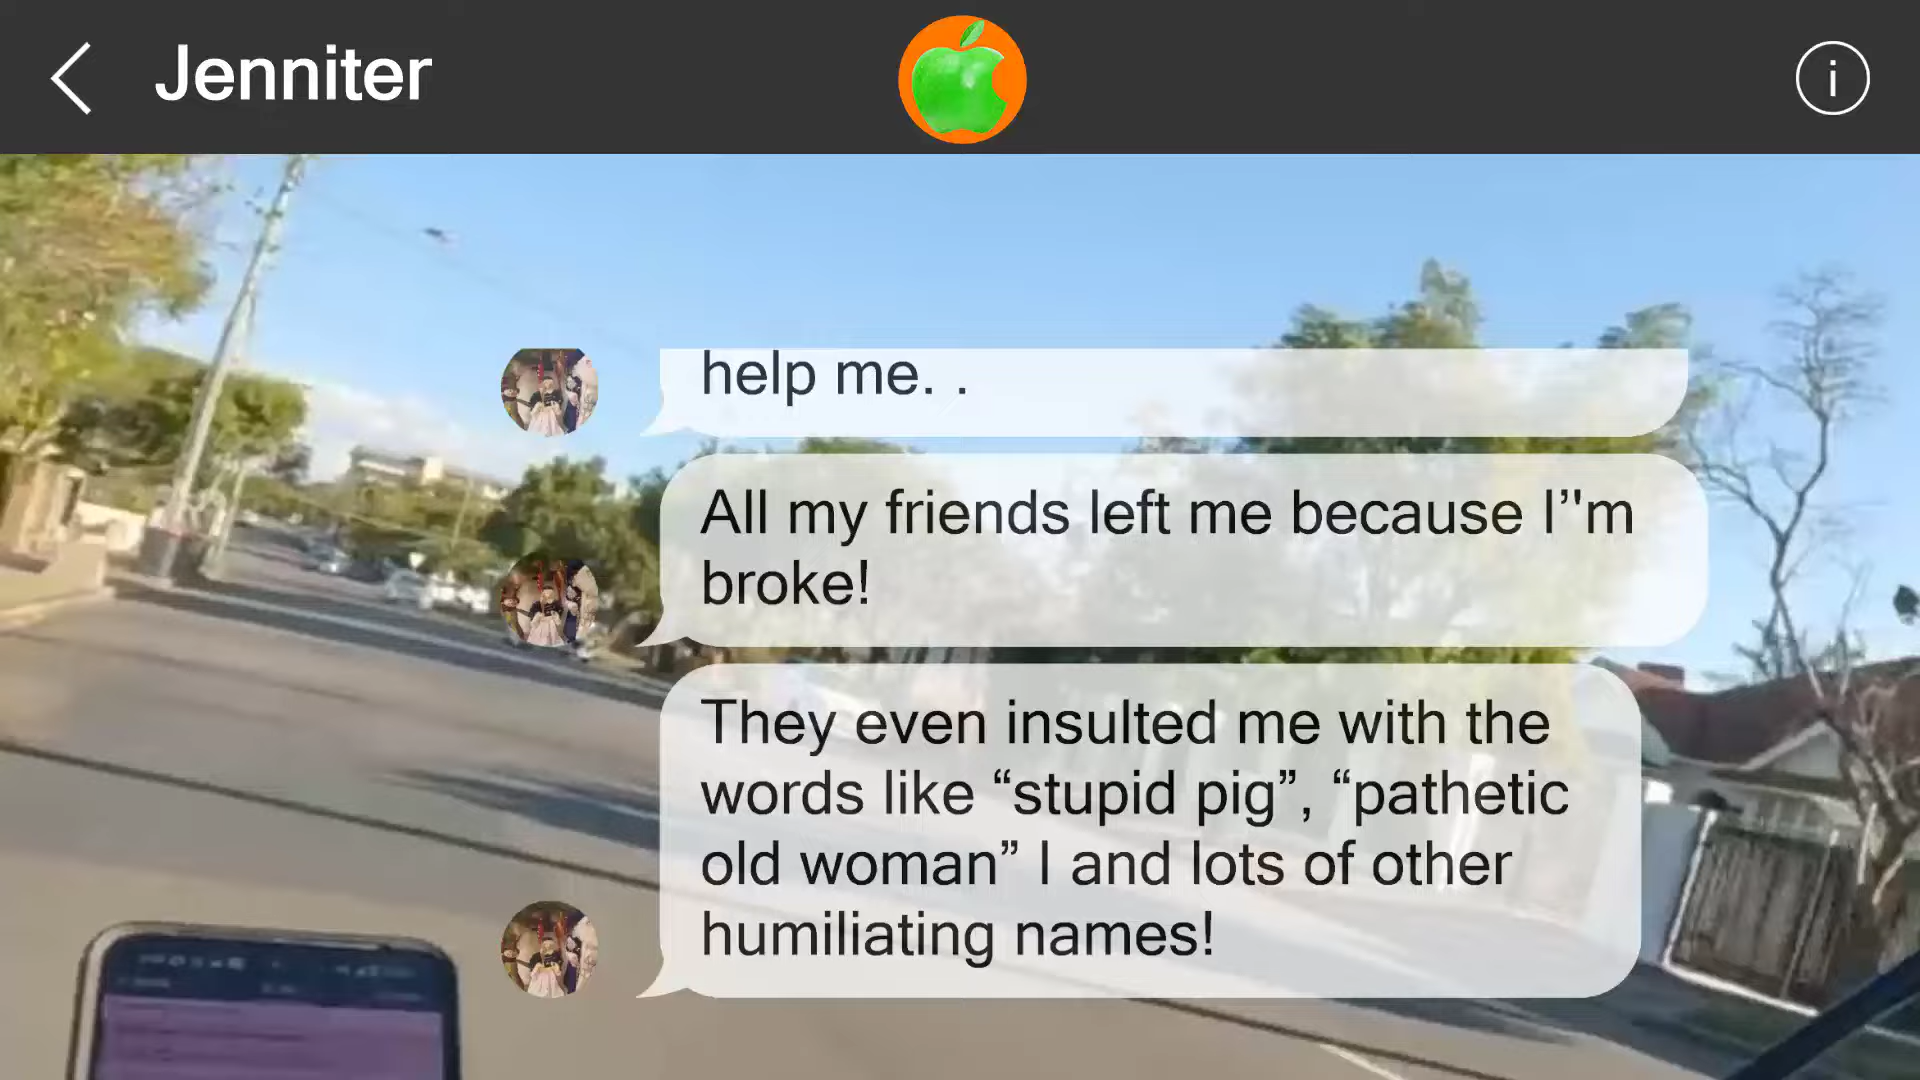 Jenniter
help me. .
All my friends left me because I''m
broke!
They even insulted me with the
words like “stupid pig”, “pathetic
old woman” I and lots of other
humiliating names!